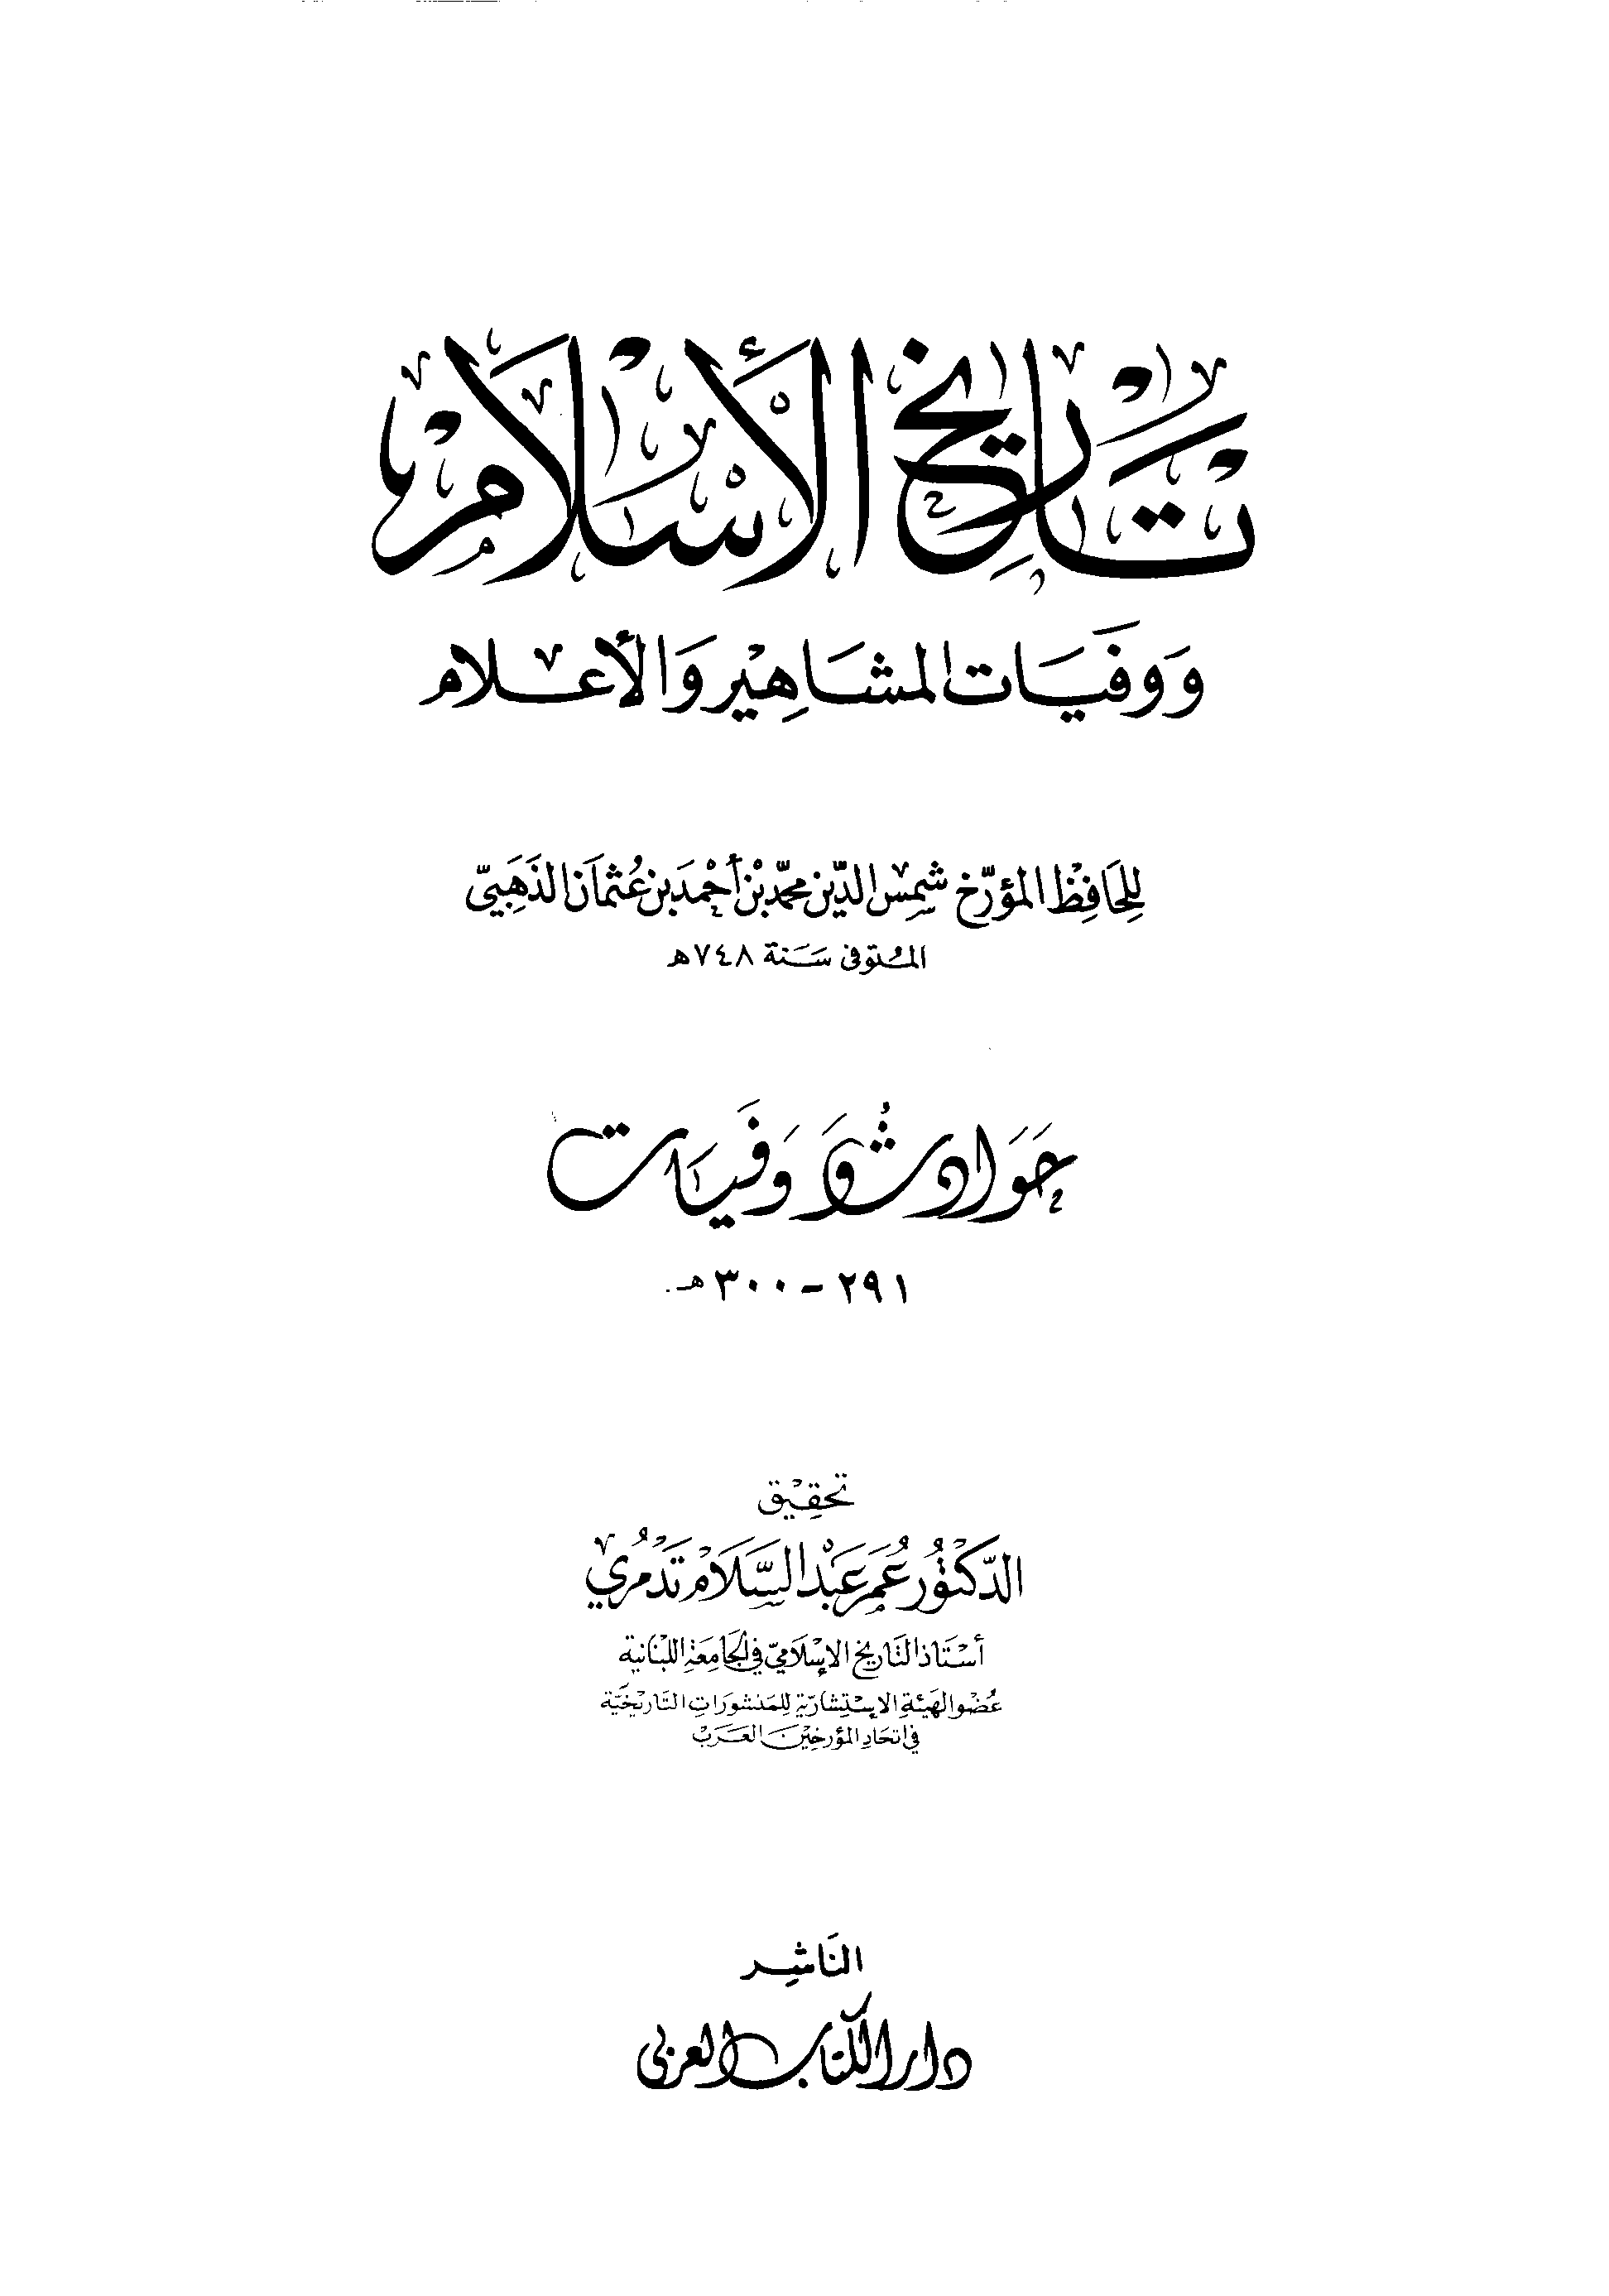 تاريخ الإسلام
ووفيات المشاهير والأعلام
للحافظ المؤرخ شمس الدين محمد بن أحمد بن عثمان الذهبي
المتوفى سنة ٧٤٨هـ
حوادث ووفيات
٢٩١ - ٣٠٠ هـ.
تحقيق
الدكتور عمر عبد السلام تدمري
أستاذ التاريخ الإسلامي في الجامعة اللبنانية
عضو الهيئة الاستشارية للمنشورات التاريخية
في اتحاد المؤرخين العرب
الناشر
دار الكتاب العربي